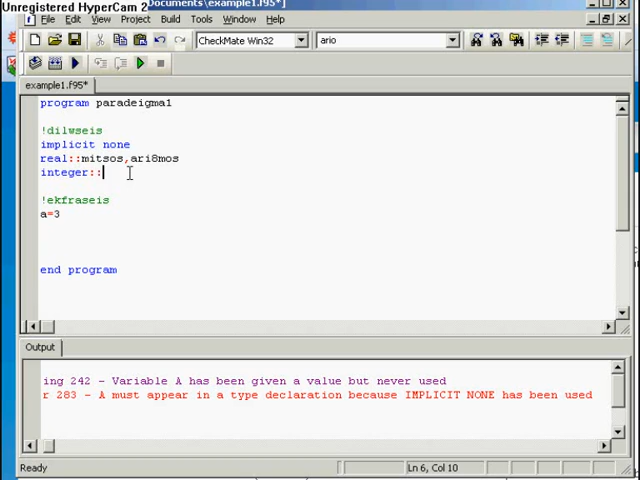 Unregistered HyperCam 2
Documents\example1.f95*]
File Edit View Project Build Tools Window Help
CheckMate Win32
ario
example1.f95*
program paradeigma1
!dilwseis
implicit none
real::mitsos,ari8mos
integer::
!ekfraseis
a=3
end program
Output
ing 242 - Variable A has been given a value but never used
r 283 - A must appear in a type declaration because IMPLICIT NONE has been used
Ready
Ln 6, Col 10